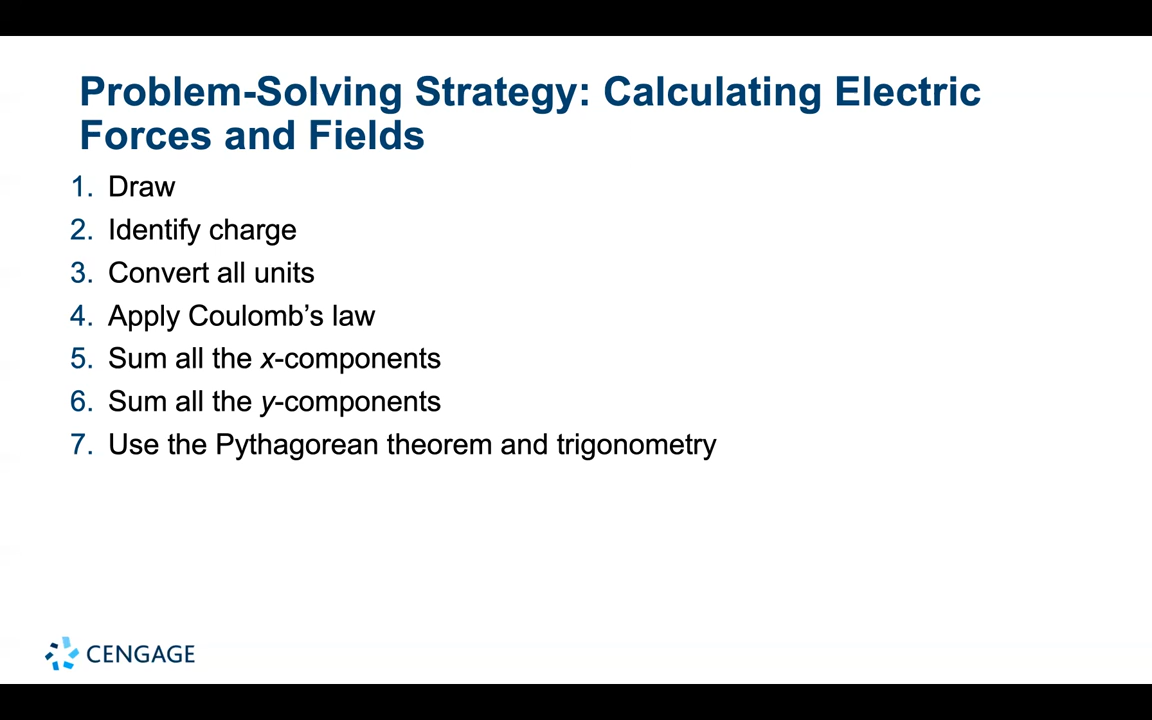 Problem-Solving Strategy: Calculating Electric
Forces and Fields
1. Draw
2. Identify charge
3. Convert all units
4. Apply Coulomb’s law
5. Sum all the x-components
6. Sum all the y-components
7. Use the Pythagorean theorem and trigonometry
CENGAGE